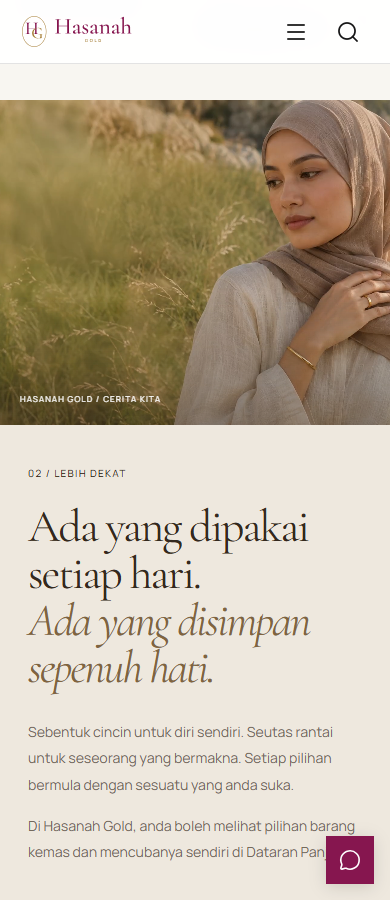 HG Hasanah
GOLD
HASANAH GOLD / CERITA KITA
02 / LEBIH DEKAT
Ada yang dipakai
setiap hari.
Ada yang disimpan
sepenuh hati.
Sebentuk cincin untuk diri sendiri. Seutas rantai
untuk seseorang yang bermakna. Setiap pilihan
bermula dengan sesuatu yang anda suka.
Di Hasanah Gold, anda boleh melihat pilihan barang
kemas dan mencubanya sendiri di Dataran